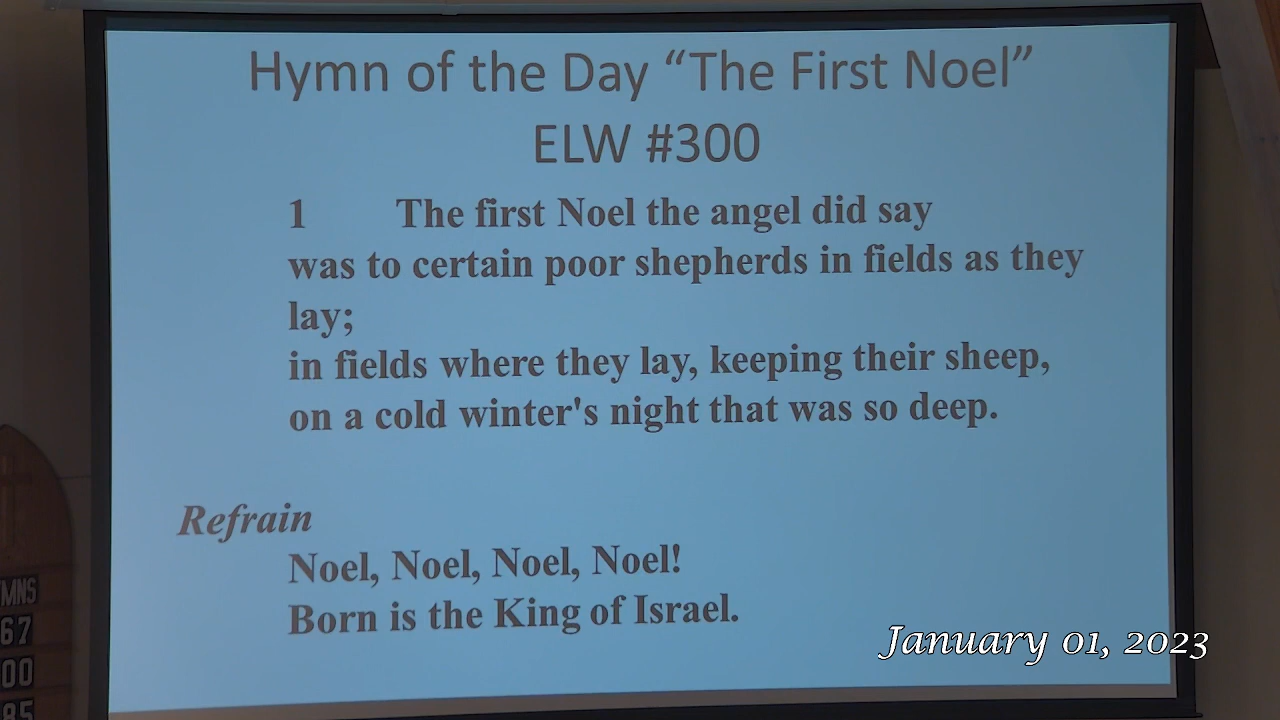 Hymn of the Day “The First Noel”
ELW #300
1 The first Noel the angel did say
was to certain poor shepherds in fields as they
lay;
in fields where they lay, keeping their sheep,
on a cold winter's night that was so deep.
Refrain
Noel, Noel, Noel, Noel!
Born is the King of Israel.
January 01, 2023
MNS
67
00
85